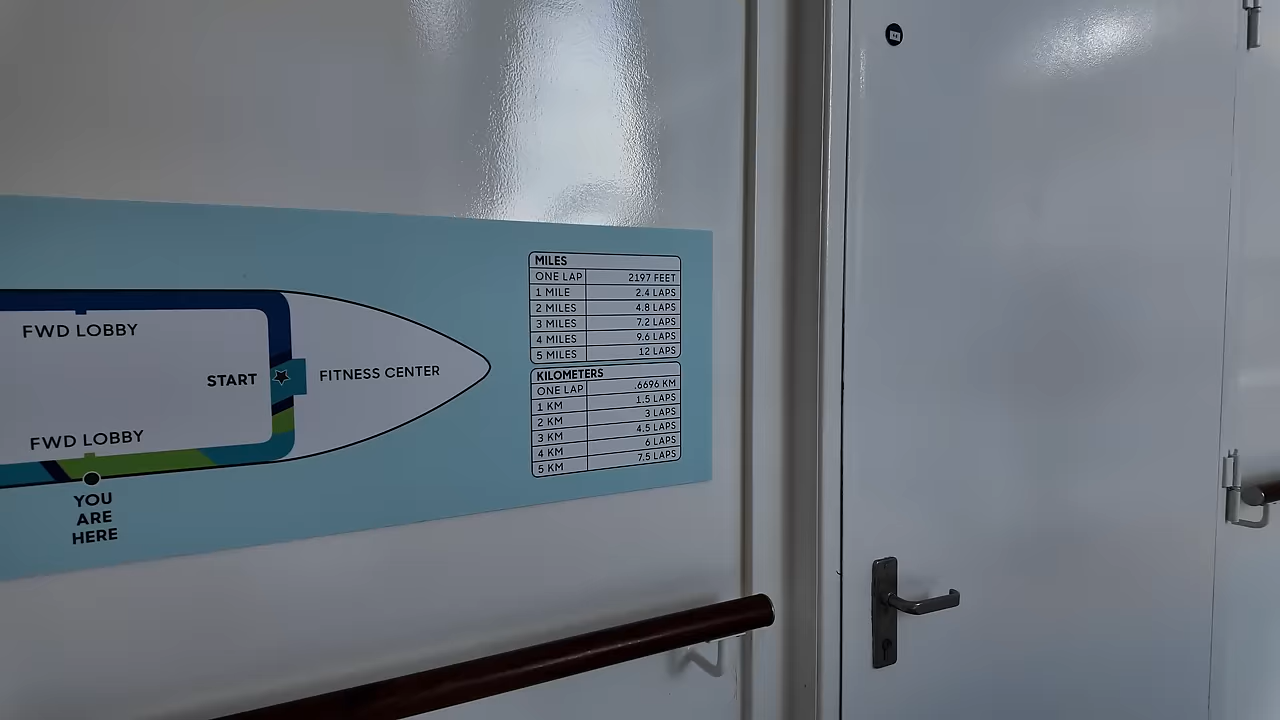 FWD LOBBY
START
FITNESS CENTER
FWD LOBBY
YOU
ARE
HERE
MILES
ONE LAP 2197 FEET
1 MILE 2.4 LAPS
2 MILES 4.8 LAPS
3 MILES 7.2 LAPS
4 MILES 9.6 LAPS
5 MILES 12 LAPS
KILOMETERS
ONE LAP .6696 KM
1 KM 1.5 LAPS
2 KM 3 LAPS
3 KM 4.5 LAPS
4 KM 6 LAPS
5 KM 7.5 LAPS